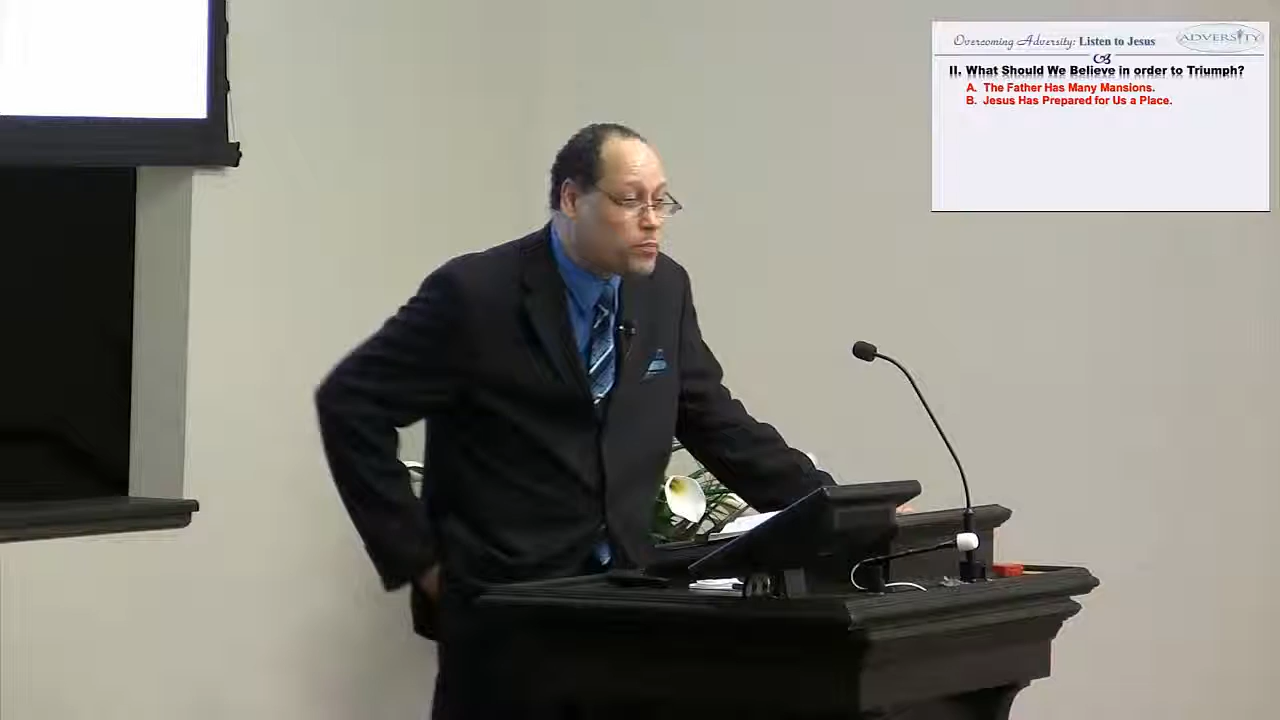 Overcoming Adversity: Listen to Jesus
ADVERSITY
II. What Should We Believe in order to Triumph?
A. The Father Has Many Mansions.
B. Jesus Has Prepared for Us a Place.